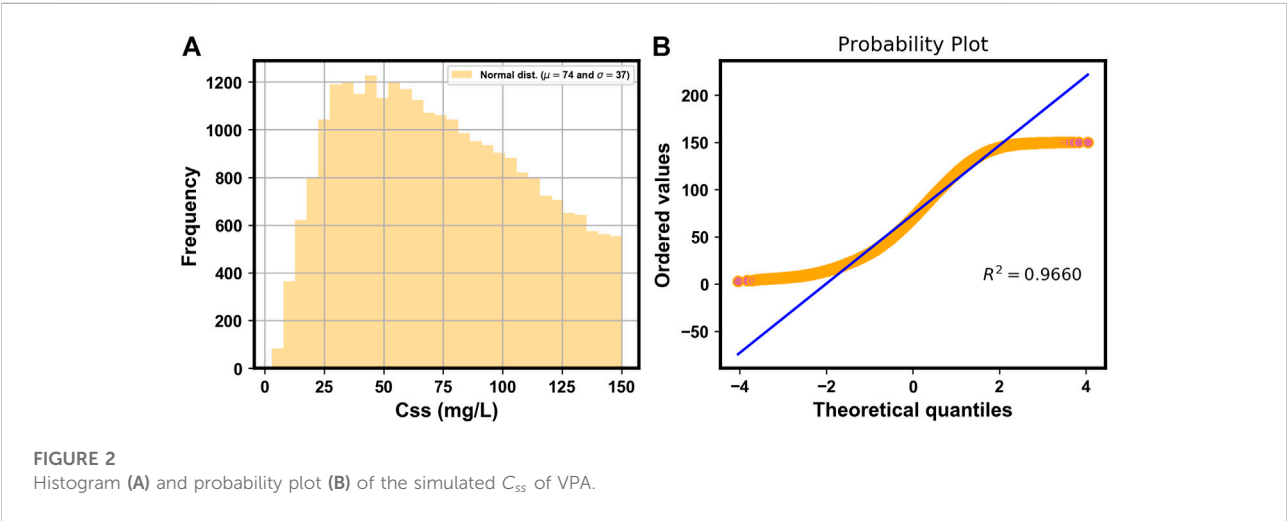 A
Normal dist. (μ = 74 and σ = 37)
1200
1000
800
600
400
200
0
Frequency
0 25 50 75 100 125 150
Css (mg/L)
B
Probability Plot
200
150
100
50
0
−50
Ordered values
R² = 0.9660
−4 −2 0 2 4
Theoretical quantiles
FIGURE 2
Histogram (A) and probability plot (B) of the simulated Css of VPA.